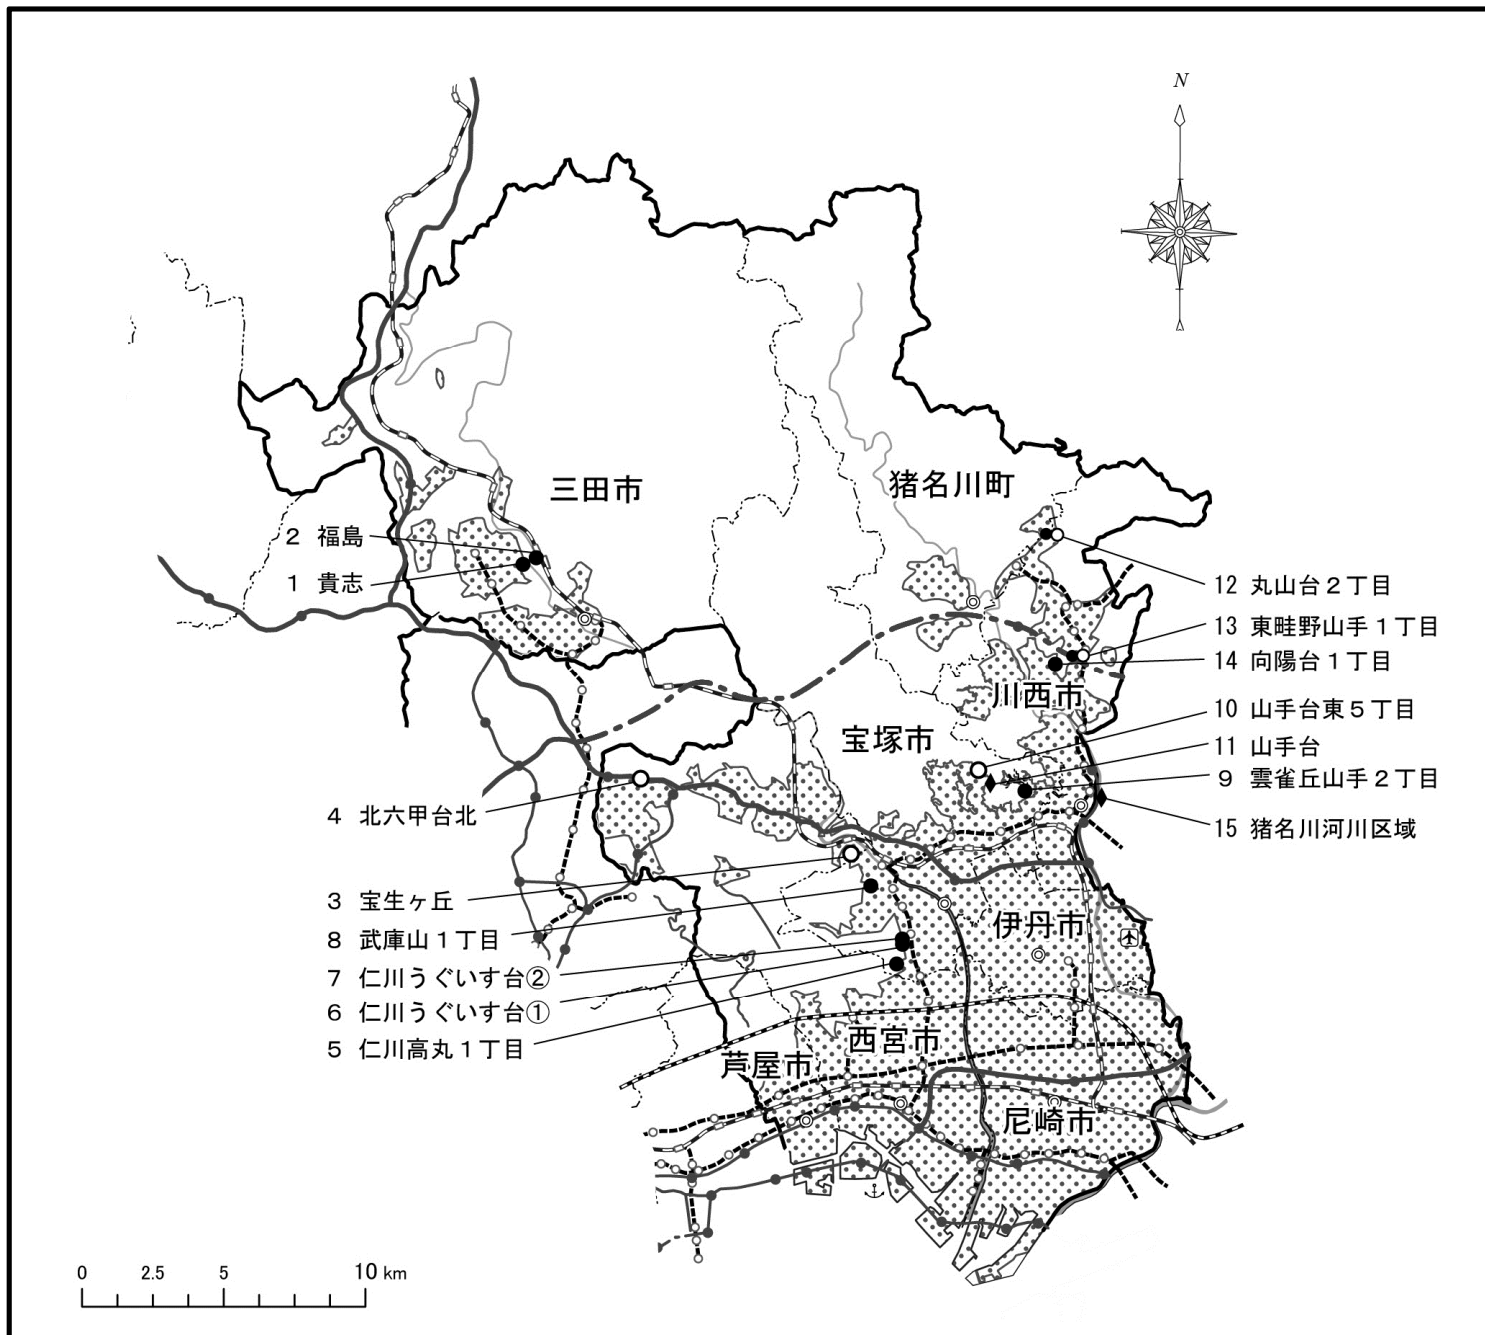 N
三田市
猪名川町
2 福島
1 貴志
12 丸山台2丁目
13 東畦野山手1丁目
14 向陽台1丁目
川西市
10 山手台東5丁目
宝塚市
11 山手台
9 雲雀丘山手2丁目
4 北六甲台北
15 猪名川河川区域
3 宝生ヶ丘
伊丹市
8 武庫山1丁目
7 仁川うぐいす台②
6 仁川うぐいす台①
5 仁川高丸1丁目
西宮市
芦屋市
尼崎市
0 2.5 5 10 km